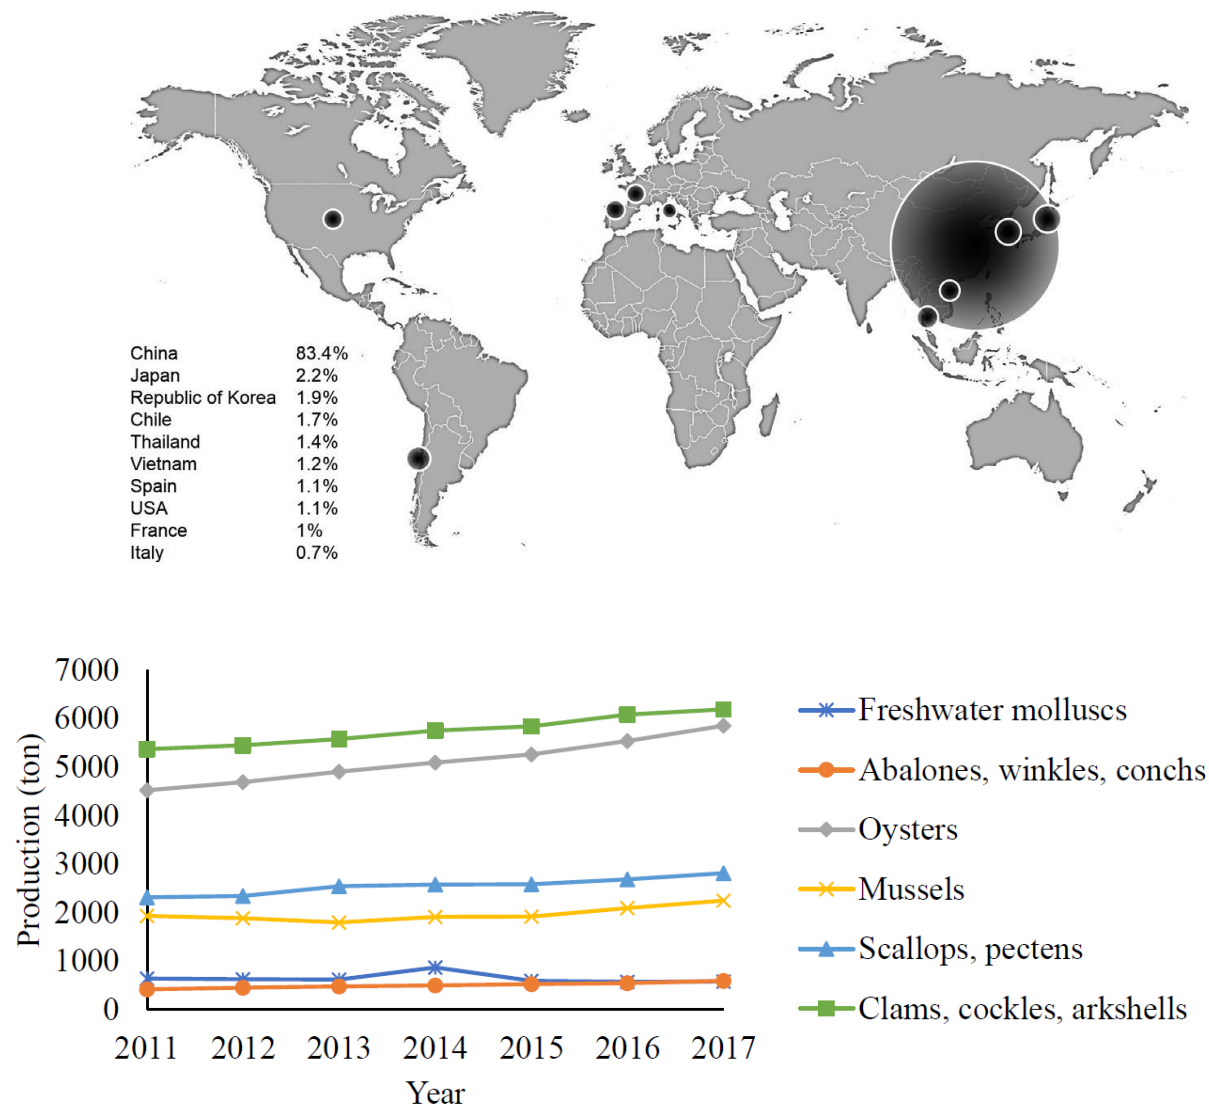 China 83.4%
Japan 2.2%
Republic of Korea 1.9%
Chile 1.7%
Thailand 1.4%
Vietnam 1.2%
Spain 1.1%
USA 1.1%
France 1%
Italy 0.7%
Production (ton)
7000
6000
5000
4000
3000
2000
1000
0
2011 2012 2013 2014 2015 2016 2017
Year
Freshwater molluscs
Abalones, winkles, conchs
Oysters
Mussels
Scallops, pectens
Clams, cockles, arkshells